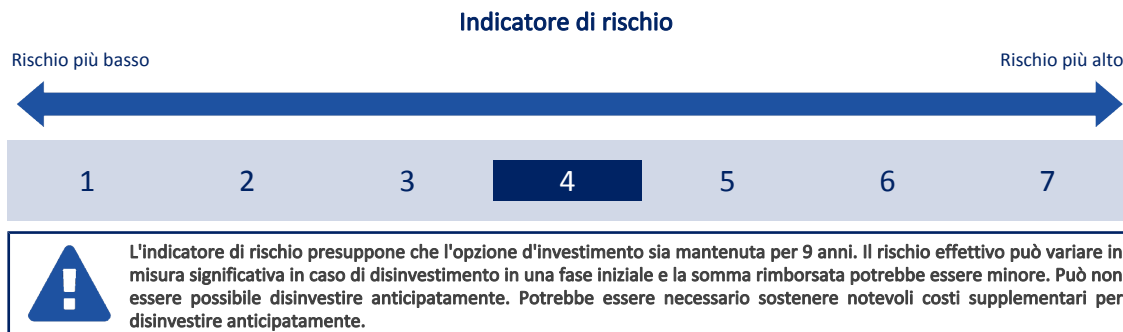 Indicatore di rischio
Rischio più basso
Rischio più alto
1 2 3 4 5 6 7
L'indicatore di rischio presuppone che l'opzione d'investimento sia mantenuta per 9 anni. Il rischio effettivo può variare in
misura significativa in caso di disinvestimento in una fase iniziale e la somma rimborsata potrebbe essere minore. Può non
essere possibile disinvestire anticipatamente. Potrebbe essere necessario sostenere notevoli costi supplementari per
disinvestire anticipatamente.